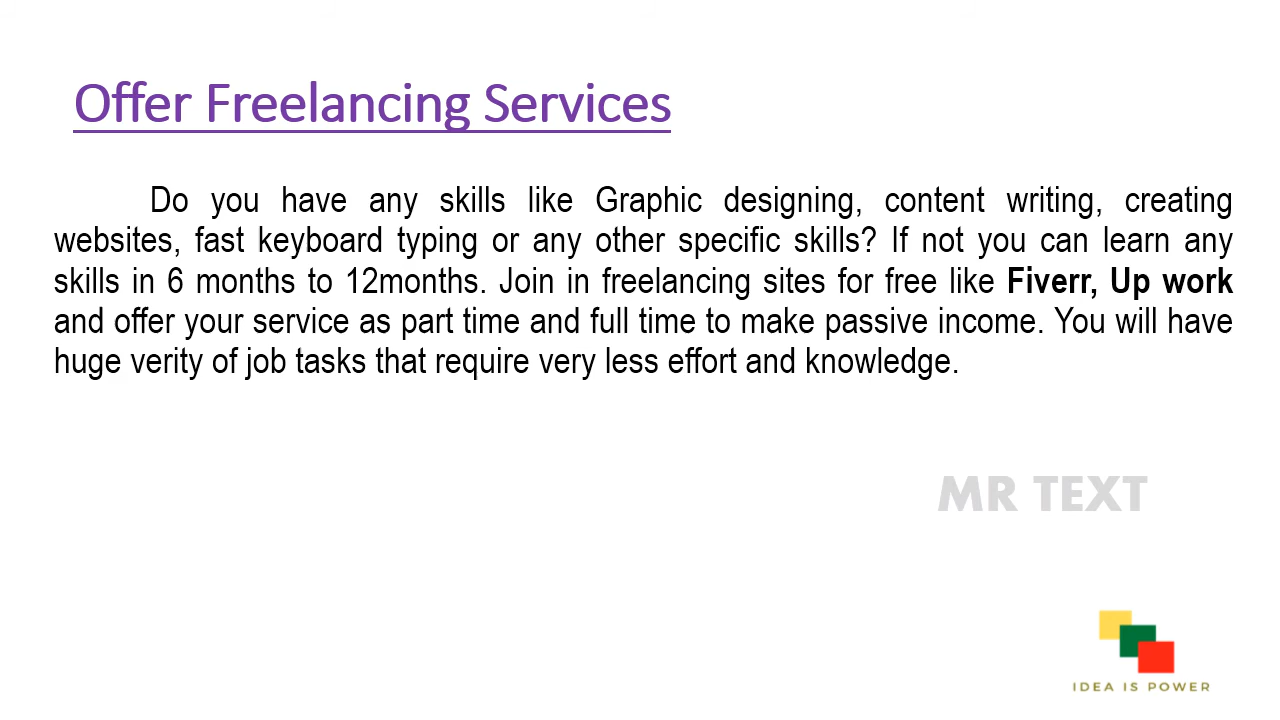 Offer Freelancing Services
Do you have any skills like Graphic designing, content writing, creating
websites, fast keyboard typing or any other specific skills? If not you can learn any
skills in 6 months to 12months. Join in freelancing sites for free like Fiverr, Up work
and offer your service as part time and full time to make passive income. You will have
huge verity of job tasks that require very less effort and knowledge.
MR TEXT
IDEA IS POWER